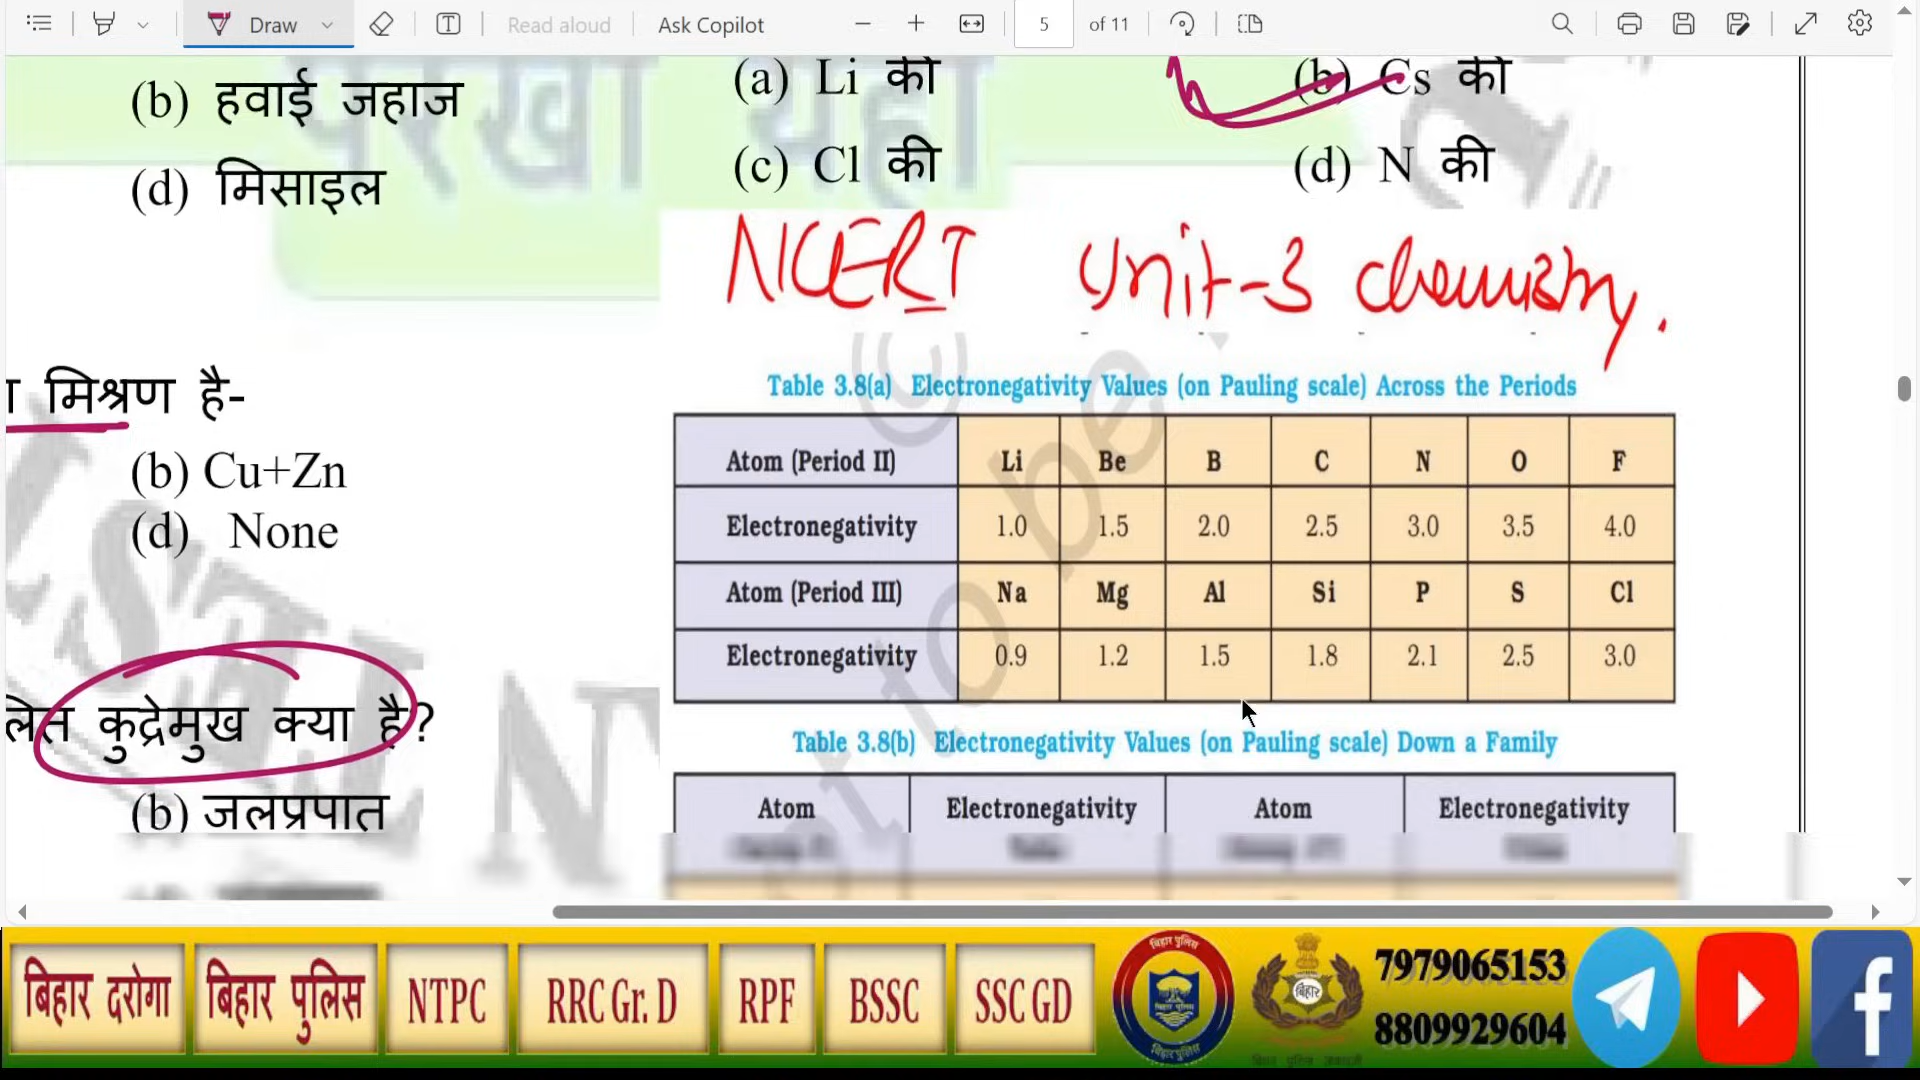 Draw
Read aloud
Ask Copilot
5
of 11
(b) हवाई जहाज
(d) मिसाइल
(a) Li की
(b) Cs की
(c) Cl की
(d) N की
NCERT Unit-3 chemistry.
मिश्रण है-
(b) Cu+Zn
(d) None
कुद्रेमुख क्या है?
(b) जलप्रपात
Table 3.8(a) Electronegativity Values (on Pauling scale) Across the Periods
Atom (Period II) Li Be B C N O F
Electronegativity 1.0 1.5 2.0 2.5 3.0 3.5 4.0
Atom (Period III) Na Mg Al Si P S Cl
Electronegativity 0.9 1.2 1.5 1.8 2.1 2.5 3.0
Table 3.8(b) Electronegativity Values (on Pauling scale) Down a Family
Atom Electronegativity Atom Electronegativity
बिहार दरोगा
बिहार पुलिस
NTPC
RRC Gr. D
RPF
BSSC
SSC GD
बिहार पुलिस
बिहार
7979065153
8809929604